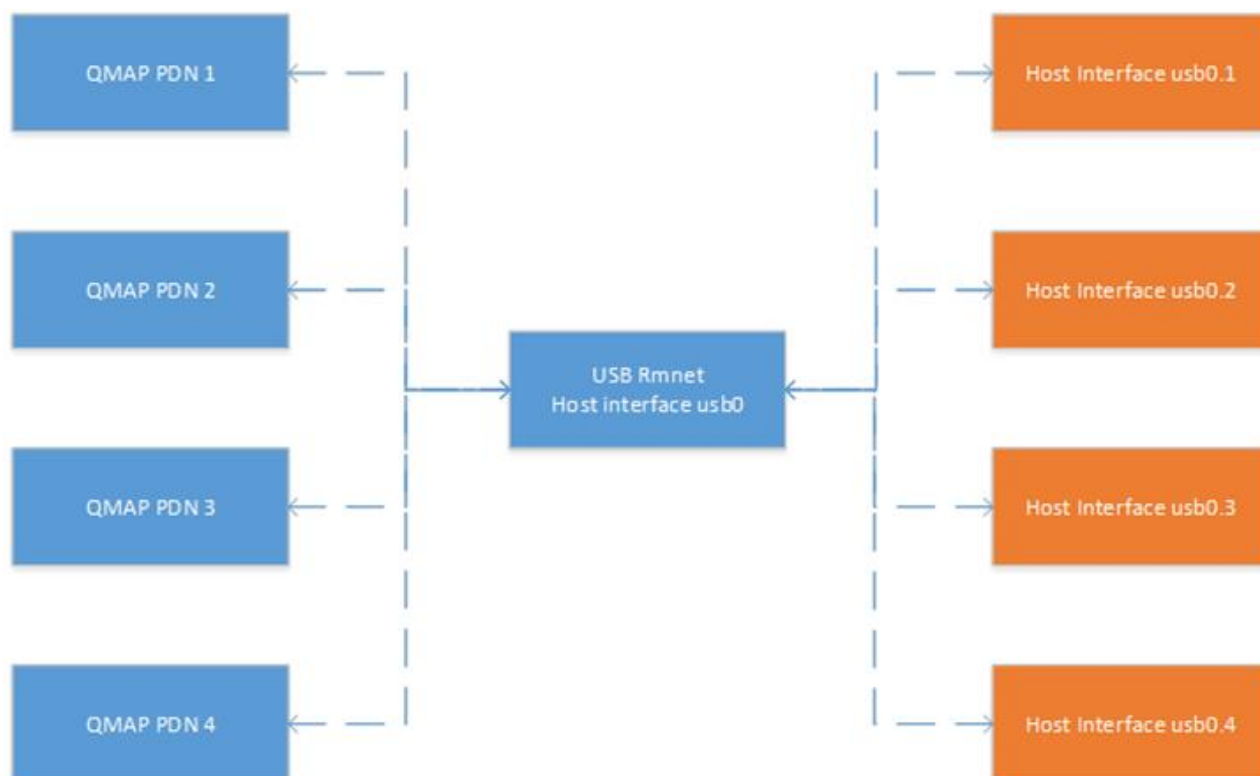 QMAP PDN 1
Host Interface usb0.1
QMAP PDN 2
Host Interface usb0.2
USB Rmnet
Host interface usb0
QMAP PDN 3
Host Interface usb0.3
QMAP PDN 4
Host Interface usb0.4